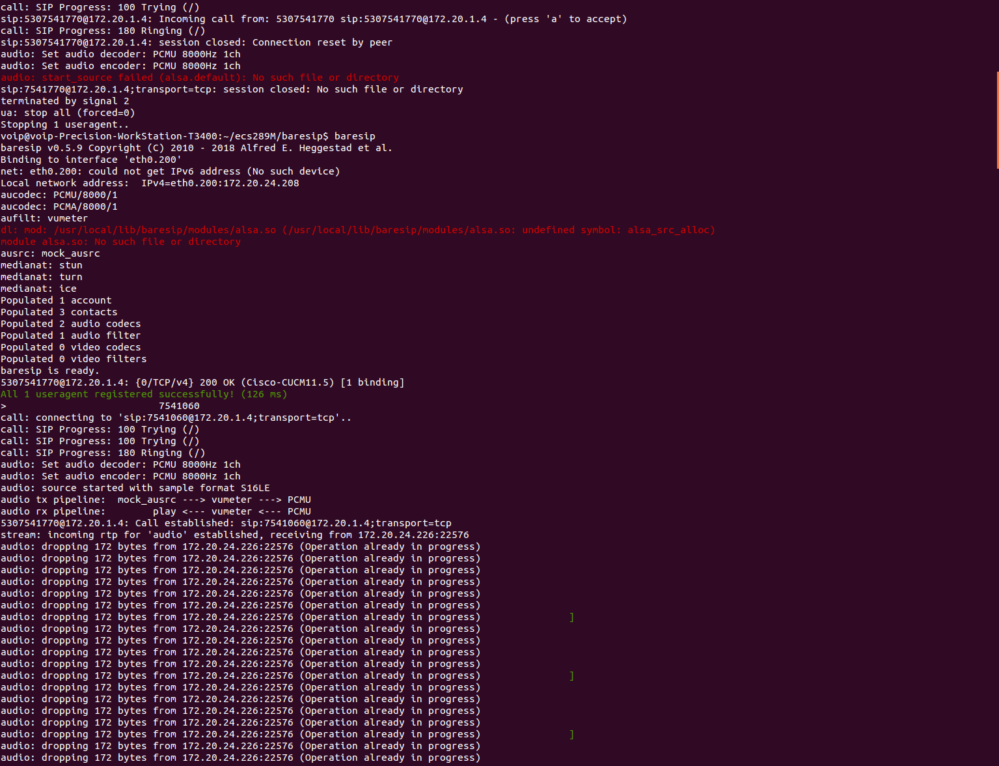 call: SIP Progress: 100 Trying (/)
sip:5307541770@172.20.1.4: Incoming call from: 5307541770 sip:5307541770@172.20.1.4 - (press 'a' to accept)
call: SIP Progress: 180 Ringing (/)
sip:5307541770@172.20.1.4: session closed: Connection reset by peer
audio: Set audio decoder: PCMU 8000Hz 1ch
audio: Set audio encoder: PCMU 8000Hz 1ch
audio: start_source failed (alsa.default): No such file or directory
sip:7541770@172.20.1.4;transport=tcp: session closed: No such file or directory
terminated by signal 2
ua: stop all (forced=0)
Stopping 1 useragent..
voip@voip-Precision-WorkStation-T3400:~/ecs289M/baresip$ baresip
baresip v0.5.9 Copyright (C) 2010 - 2018 Alfred E. Heggestad et al.
Binding to interface 'eth0.200'
net: eth0.200: could not get IPv6 address (No such device)
Local network address:  IPv4=eth0.200:172.20.24.208
aucodec: PCMU/8000/1
aucodec: PCMA/8000/1
aufilt: vumeter
dl: mod: /usr/local/lib/baresip/modules/alsa.so (/usr/local/lib/baresip/modules/alsa.so: undefined symbol: alsa_src_alloc)
module alsa.so: No such file or directory
ausrc: mock_ausrc
medianat: stun
medianat: turn
medianat: ice
Populated 1 account
Populated 3 contacts
Populated 2 audio codecs
Populated 1 audio filter
Populated 0 video codecs
Populated 0 video filters
baresip is ready.
5307541770@172.20.1.4: {0/TCP/v4} 200 OK (Cisco-CUCM11.5) [1 binding]
All 1 useragent registered successfully! (126 ms)
>                          7541060
call: connecting to 'sip:7541060@172.20.1.4;transport=tcp'..
call: SIP Progress: 100 Trying (/)
call: SIP Progress: 100 Trying (/)
call: SIP Progress: 180 Ringing (/)
audio: Set audio decoder: PCMU 8000Hz 1ch
audio: Set audio encoder: PCMU 8000Hz 1ch
audio: source started with sample format S16LE
audio tx pipeline:  mock_ausrc ---> vumeter ---> PCMU
audio rx pipeline:        play <--- vumeter <--- PCMU
5307541770@172.20.1.4: Call established: sip:7541060@172.20.1.4;transport=tcp
stream: incoming rtp for 'audio' established, receiving from 172.20.24.226:22576
audio: dropping 172 bytes from 172.20.24.226:22576 (Operation already in progress)
audio: dropping 172 bytes from 172.20.24.226:22576 (Operation already in progress)
audio: dropping 172 bytes from 172.20.24.226:22576 (Operation already in progress)
audio: dropping 172 bytes from 172.20.24.226:22576 (Operation already in progress)
audio: dropping 172 bytes from 172.20.24.226:22576 (Operation already in progress)
audio: dropping 172 bytes from 172.20.24.226:22576 (Operation already in progress)
audio: dropping 172 bytes from 172.20.24.226:22576 (Operation already in progress)               ]
audio: dropping 172 bytes from 172.20.24.226:22576 (Operation already in progress)
audio: dropping 172 bytes from 172.20.24.226:22576 (Operation already in progress)
audio: dropping 172 bytes from 172.20.24.226:22576 (Operation already in progress)
audio: dropping 172 bytes from 172.20.24.226:22576 (Operation already in progress)
audio: dropping 172 bytes from 172.20.24.226:22576 (Operation already in progress)               ]
audio: dropping 172 bytes from 172.20.24.226:22576 (Operation already in progress)
audio: dropping 172 bytes from 172.20.24.226:22576 (Operation already in progress)
audio: dropping 172 bytes from 172.20.24.226:22576 (Operation already in progress)
audio: dropping 172 bytes from 172.20.24.226:22576 (Operation already in progress)
audio: dropping 172 bytes from 172.20.24.226:22576 (Operation already in progress)               ]
audio: dropping 172 bytes from 172.20.24.226:22576 (Operation already in progress)
audio: dropping 172 bytes from 172.20.24.226:22576 (Operation already in progress)